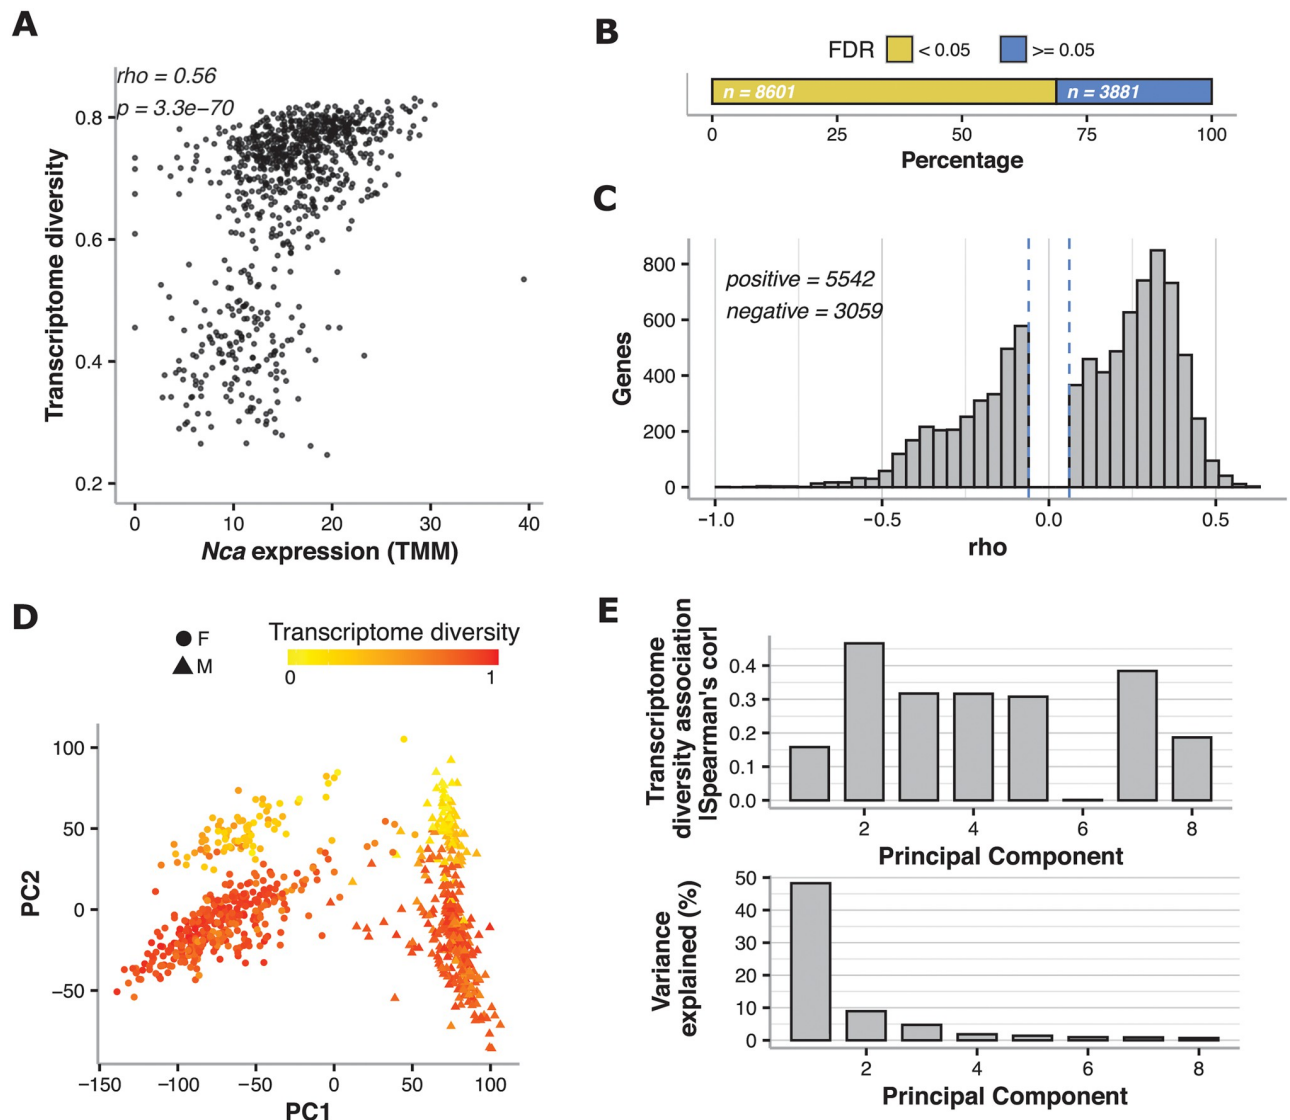 A
rho = 0.56
p = 3.3e−70
Transcriptome diversity
0.8
0.6
0.4
0.2
0 10 20 30 40
Nca expression (TMM)
B
FDR < 0.05 >= 0.05
n = 8601 n = 3881
0 25 50 75 100
Percentage
C
positive = 5542
negative = 3059
Genes
800
600
400
200
0
−1.0 −0.5 0.0 0.5
rho
D
F
M
Transcriptome diversity
0 1
PC2
100
50
0
−50
−150 −100 −50 0 50 100
PC1
E
Transcriptome
diversity association
|Spearman's cor|
0.4
0.3
0.2
0.1
0.0
2 4 6 8
Principal Component
Variance
explained (%)
50
40
30
20
10
0
2 4 6 8
Principal Component